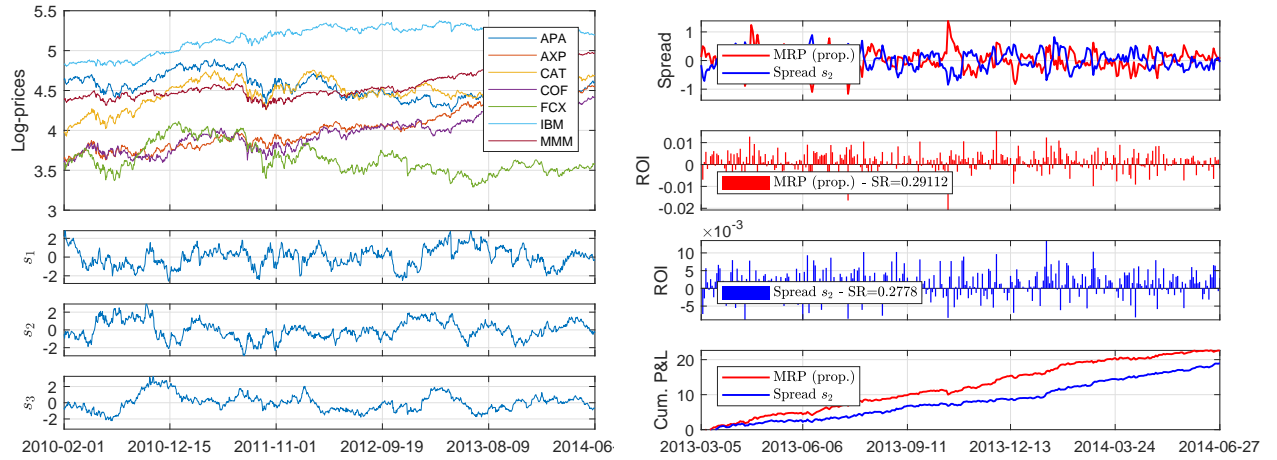 5.5
5
4.5
4
3.5
3
Log-prices
APA
AXP
CAT
COF
FCX
IBM
MMM
2
0
-2
s1
2
0
-2
s2
2
0
-2
s3
2010-02-01 2010-12-15 2011-11-01 2012-09-19 2013-08-09 2014-06-
1
0
-1
Spread
MRP (prop.)
Spread s2
0.01
0
-0.01
-0.02
ROI
MRP (prop.) - SR=0.29112
×10-3
10
5
0
-5
ROI
Spread s2 - SR=0.2778
20
10
0
Cum. P&L
MRP (prop.)
Spread s2
2013-03-05 2013-06-06 2013-09-11 2013-12-13 2014-03-24 2014-06-27